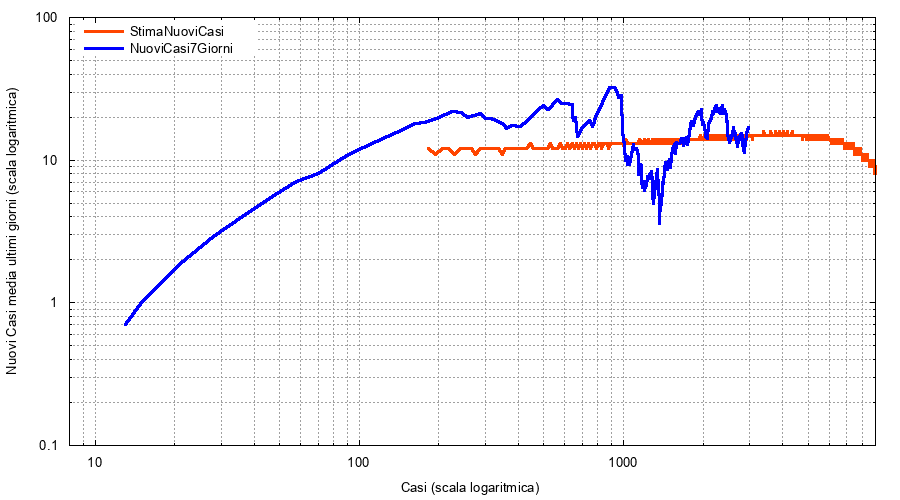 StimaNuoviCasi
NuoviCasi7Giorni
Nuovi Casi media ultimi giorni (scala logaritmica)
100
10
1
0.1
10 100 1000
Casi (scala logaritmica)